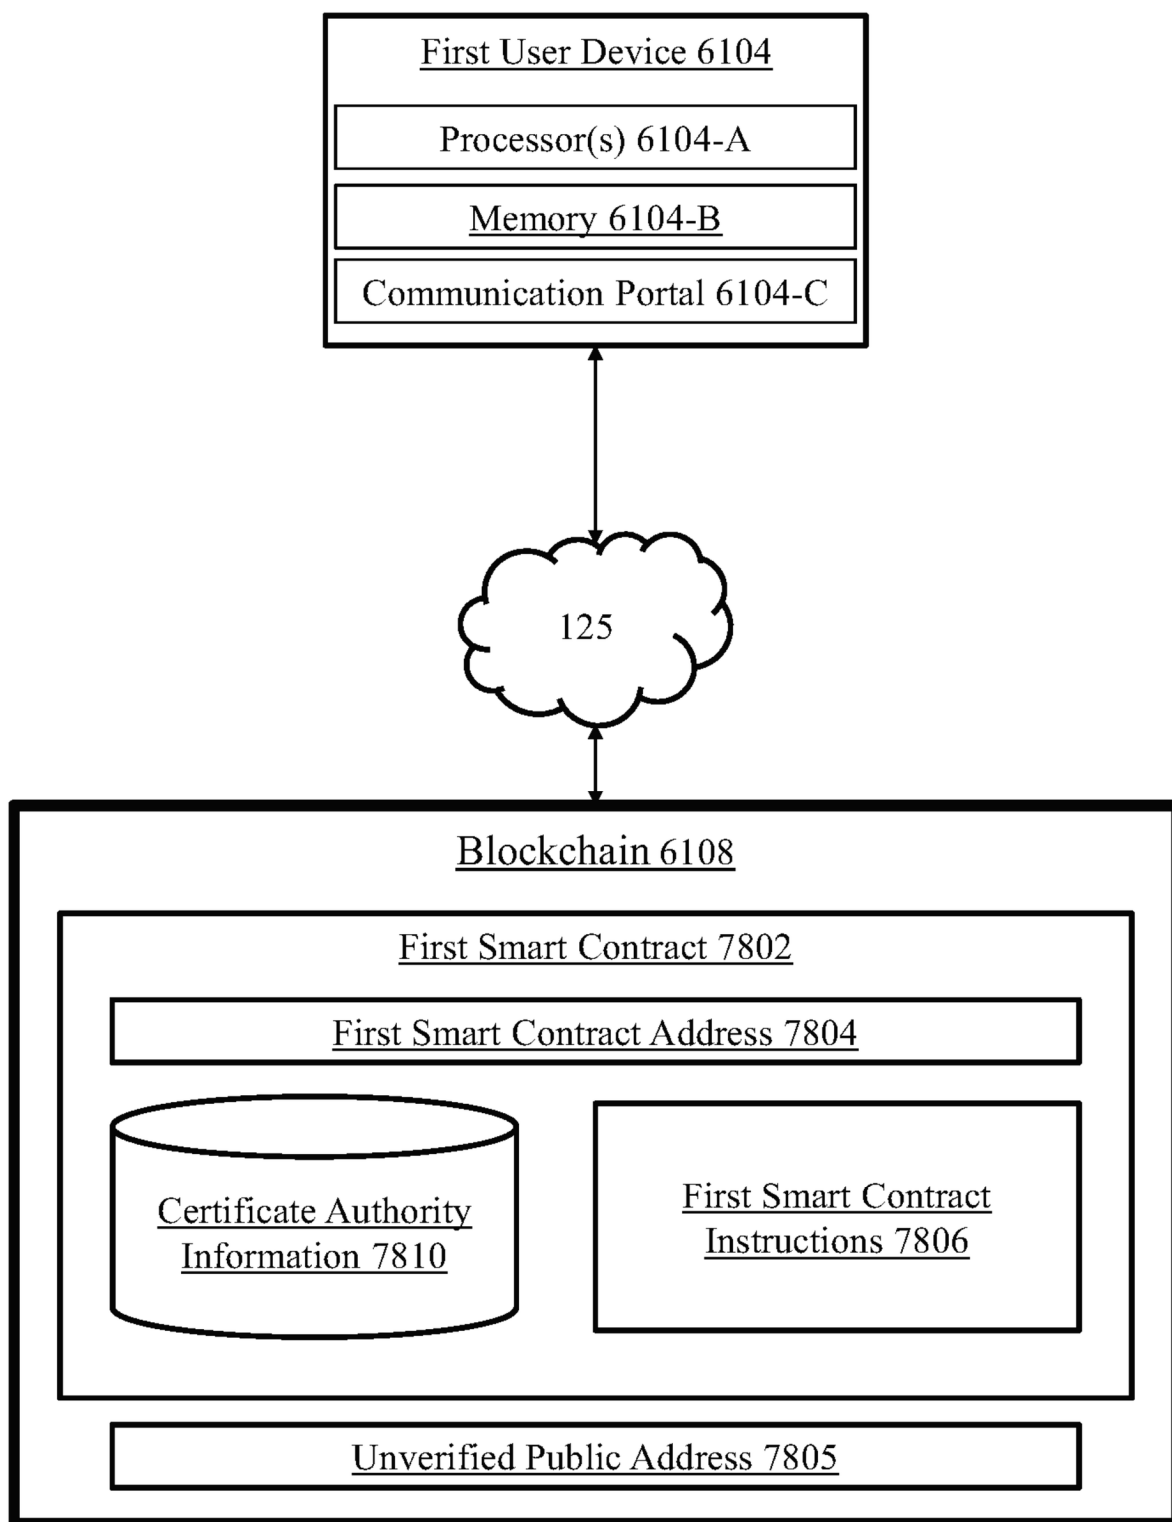 First User Device 6104
Processor(s) 6104-A
Memory 6104-B
Communication Portal 6104-C
125
Blockchain 6108
First Smart Contract 7802
First Smart Contract Address 7804
Certificate Authority
Information 7810
First Smart Contract
Instructions 7806
Unverified Public Address 7805